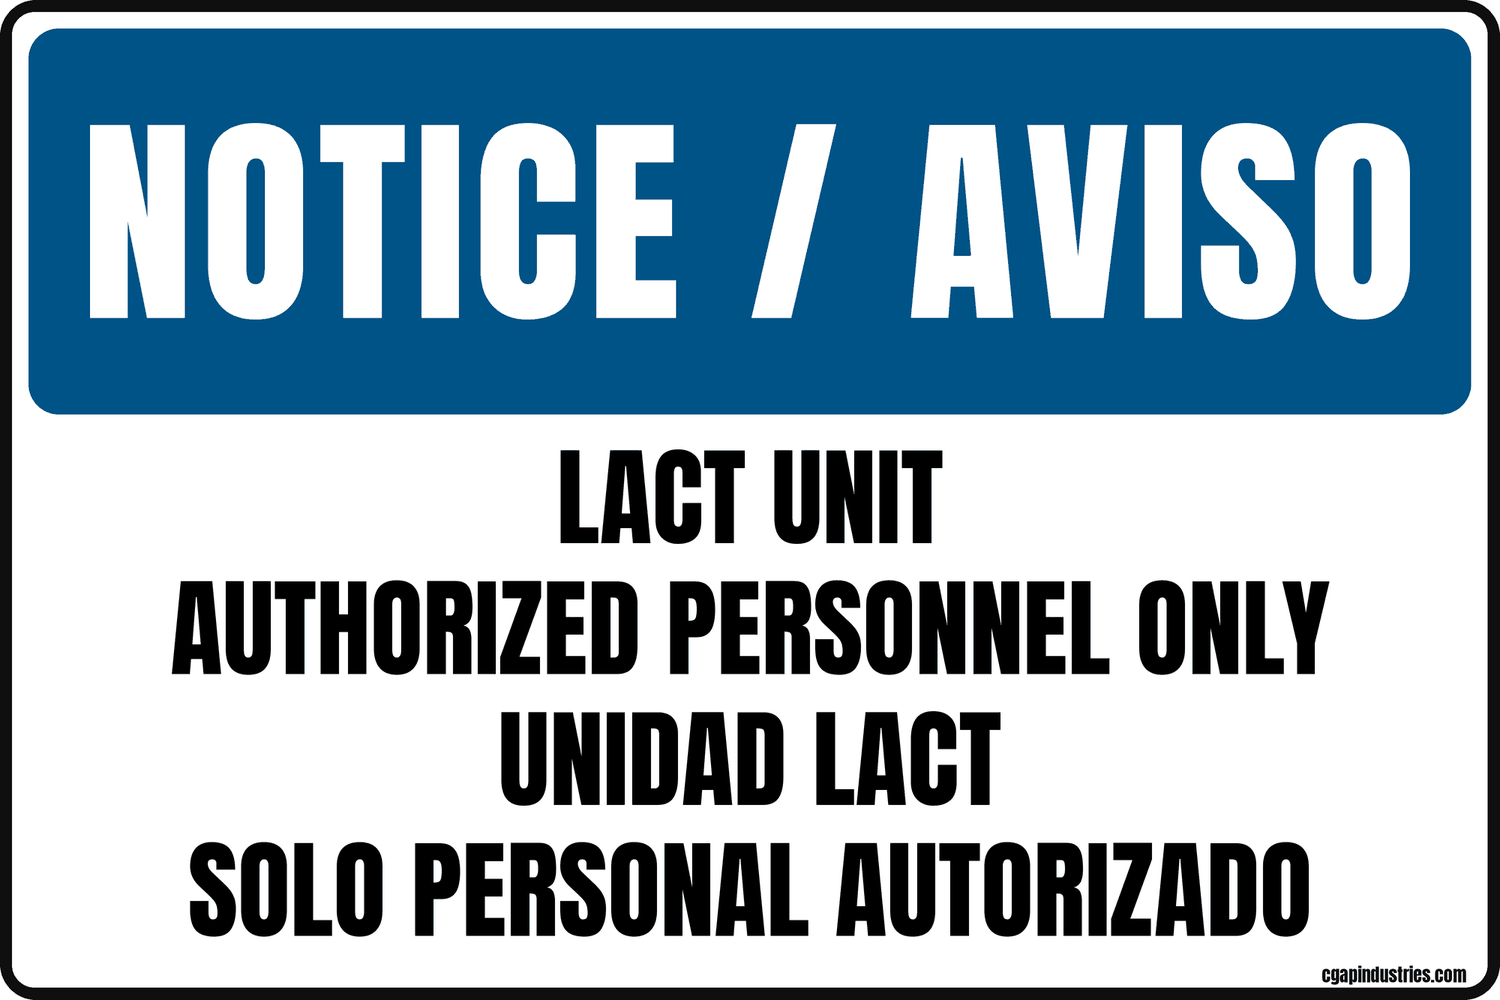 NOTICE / AVISO
LACT UNIT
AUTHORIZED PERSONNEL ONLY
UNIDAD LACT
SOLO PERSONAL AUTORIZADO
cgapindustries.com